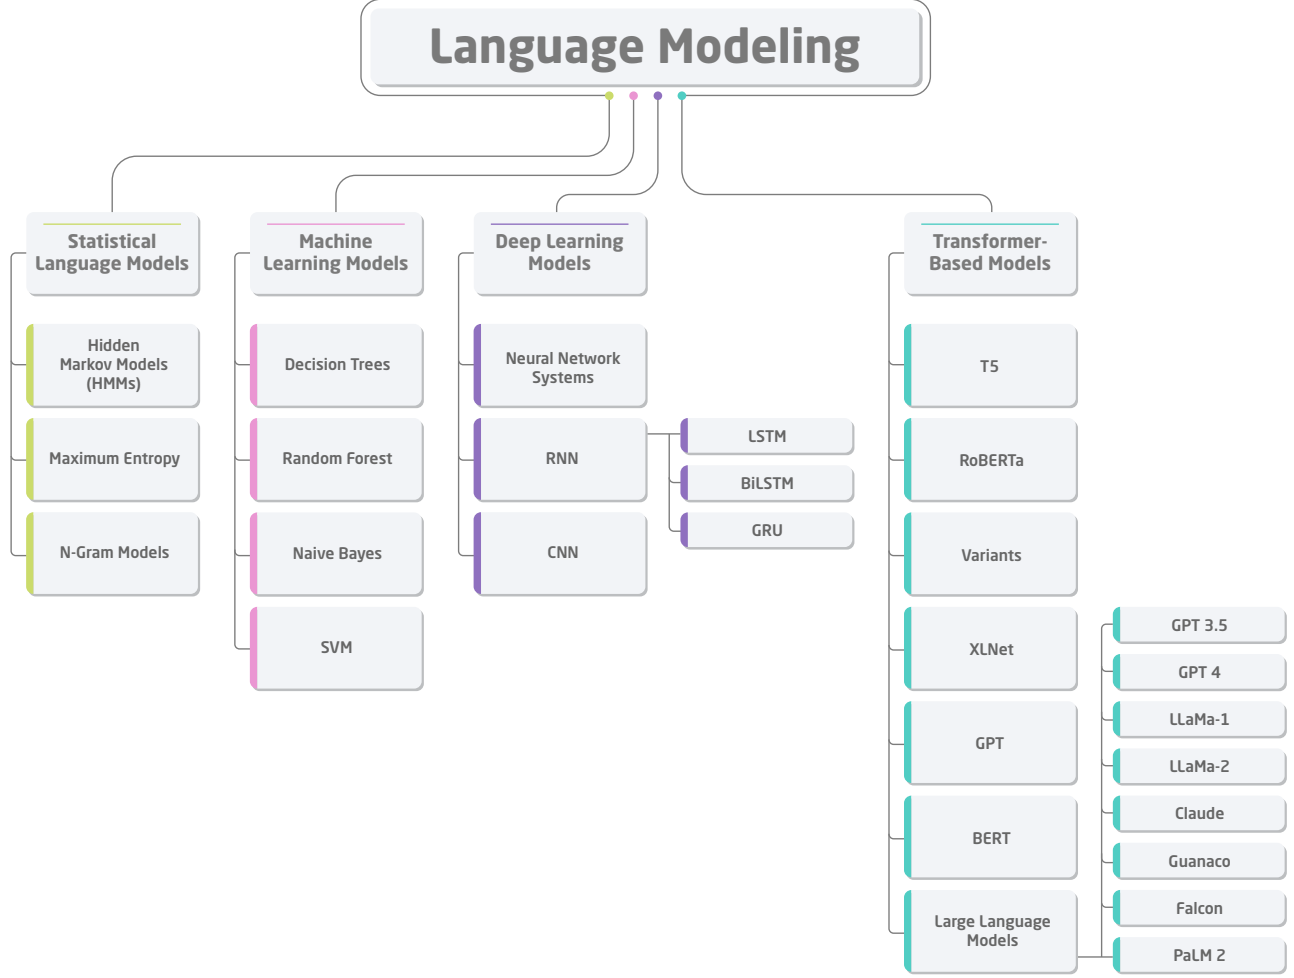 Language Modeling
Statistical
Language Models
Hidden
Markov Models
(HMMs)
Maximum Entropy
N-Gram Models
Machine
Learning Models
Decision Trees
Random Forest
Naive Bayes
SVM
Deep Learning
Models
Neural Network
Systems
RNN
LSTM
BiLSTM
GRU
CNN
Transformer-
Based Models
T5
RoBERTa
Variants
XLNet
GPT
BERT
Large Language
Models
GPT 3.5
GPT 4
LLaMa-1
LLaMa-2
Claude
Guanaco
Falcon
PaLM 2